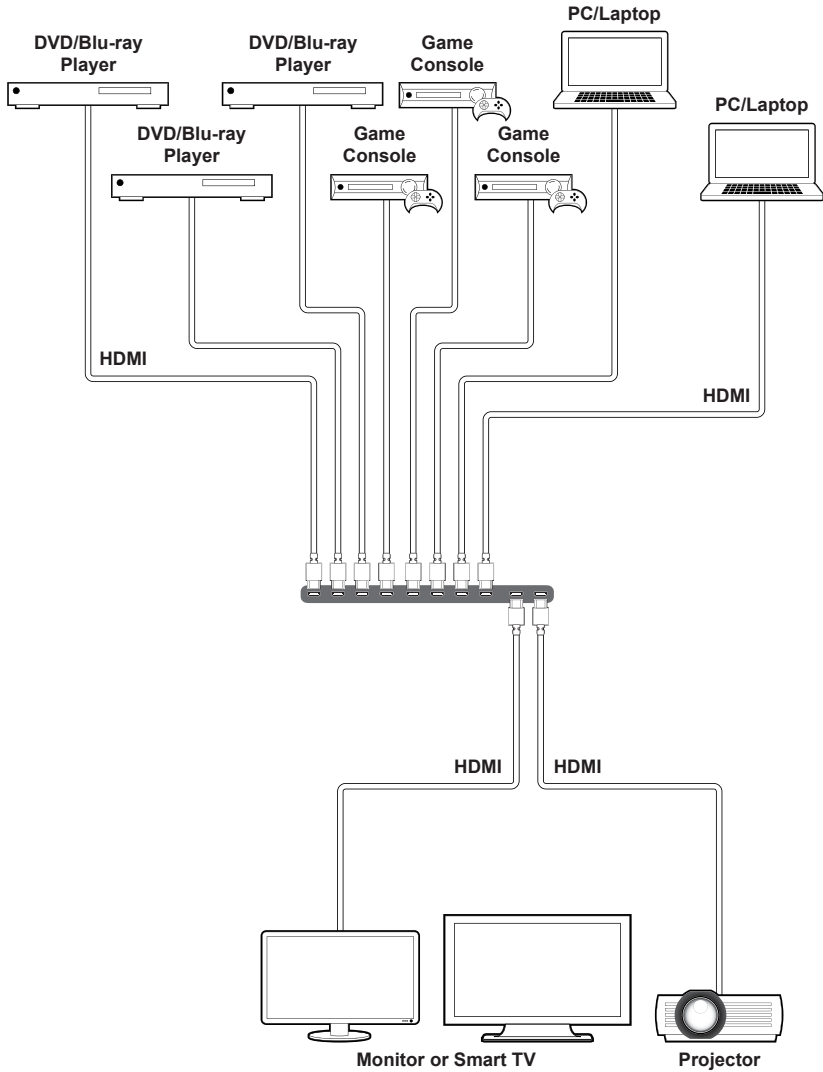 PC/Laptop
DVD/Blu-ray
Player
DVD/Blu-ray
Player
Game
Console
PC/Laptop
DVD/Blu-ray
Player
Game
Console
Game
Console
HDMI
HDMI
HDMI
HDMI
Monitor or Smart TV
Projector